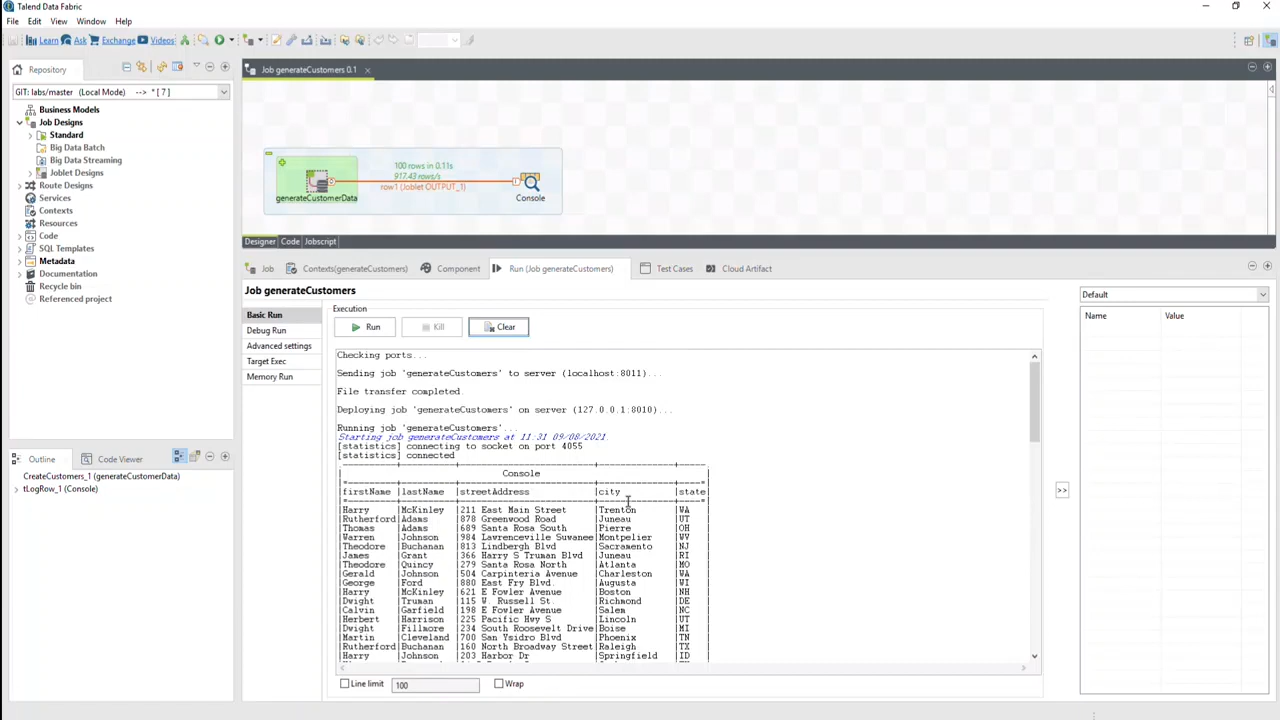 Talend Data Fabric
File Edit View Window Help
Learn Ask Exchange Videos
Repository
GIT: labs/master (Local Mode) --> *[ 7 ]
Business Models
Job Designs
Standard
Big Data Batch
Big Data Streaming
Joblet Designs
Route Designs
Services
Contexts
Resources
Code
SQL Templates
Metadata
Documentation
Recycle bin
Referenced project
Outline
Code Viewer
CreateCustomers_1 (generateCustomerData)
tLogRow_1 (Console)
Job generateCustomers 0.1
100 rows in 0.11s
917.43 rows/s
row1 (Joblet OUTPUT_1)
generateCustomerData
Console
Designer Code Jobscript
Job Contexts(generateCustomers) Component Run (Job generateCustomers) Test Cases Cloud Artifact
Job generateCustomers
Basic Run
Debug Run
Advanced settings
Target Exec
Memory Run
Execution
Run Kill Clear
Checking ports...
Sending job 'generateCustomers' to server (localhost:8011)...
File transfer completed.
Deploying job 'generateCustomers' on server (127.0.0.1:8010)...
Running job 'generateCustomers'...
Starting job generateCustomers at 11:31 09/08/2021.
[statistics] connecting to socket on port 4055
[statistics] connected
Console
firstName |lastName |streetAddress |city |state
Harry |McKinley |211 East Main Street |Trenton |WA
Rutherford|Adams |878 Greenwood Road |Juneau |UT
Thomas |Adams |689 Santa Rosa South |Pierre |OH
Warren |Johnson |984 Lawrenceville Suwanee|Montpelier |WV
Theodore |Buchanan |813 Lindbergh Blvd |Sacramento |NJ
James |Grant |366 Harry S Truman Blvd |Juneau |RI
Theodore |Quincy |279 Santa Rosa North |Atlanta |MO
Gerald |Johnson |504 Carpinteria Avenue |Charleston |WA
George |Ford |880 East Fry Blvd. |Augusta |WI
Harry |McKinley |621 E Fowler Avenue |Boston |NH
Dwight |Truman |115 W. Russell St. |Richmond |DE
Calvin |Garfield |198 E Fowler Avenue |Salem |NC
Herbert |Harrison |225 Pacific Hwy S |Lincoln |UT
Dwight |Fillmore |234 South Roosevelt Drive|Boise |MI
Martin |Cleveland|700 San Ysidro Blvd |Phoenix |TN
Rutherford|Buchanan |160 North Broadway Street|Raleigh |TX
Harry |Johnson |203 Harbor Dr |Springfield |ID
Line limit 100 Wrap
Default
Name Value
>>